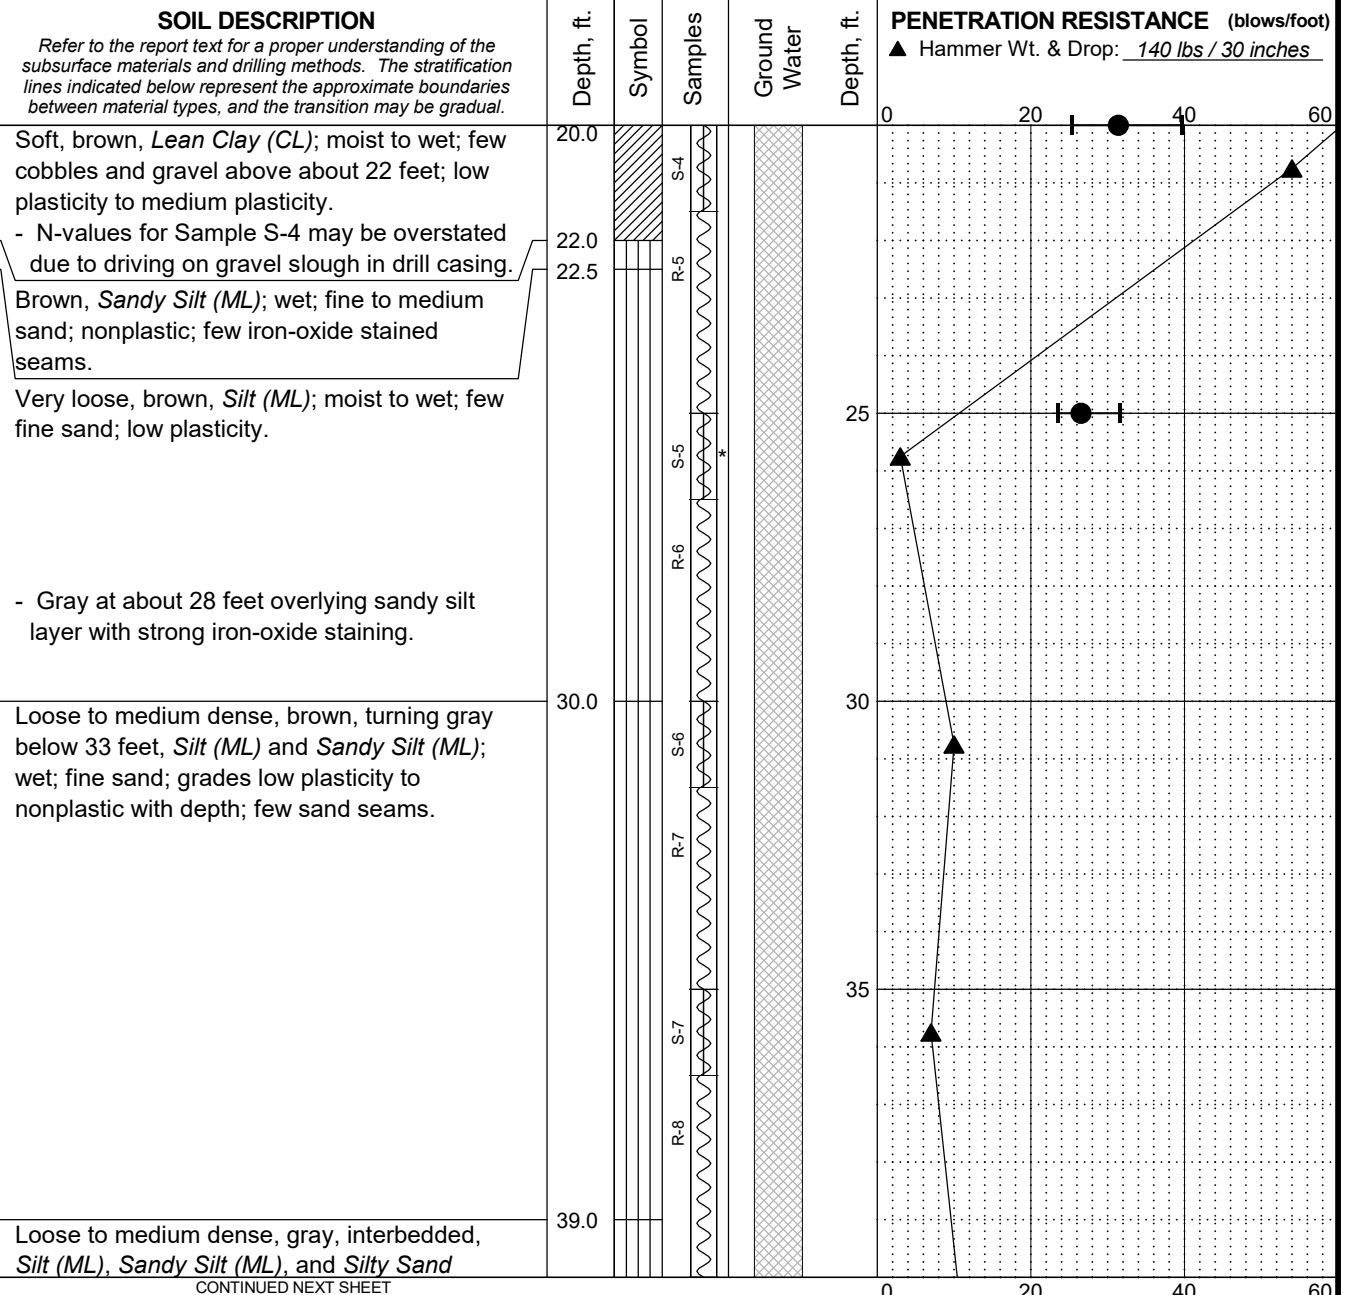 SOIL DESCRIPTION
Refer to the report text for a proper understanding of the
subsurface materials and drilling methods. The stratification
lines indicated below represent the approximate boundaries
between material types, and the transition may be gradual.
Depth, ft.
Symbol
Samples
Ground
Water
Depth, ft.
PENETRATION RESISTANCE (blows/foot)
▲ Hammer Wt. & Drop: 140 lbs / 30 inches
0 20 40 60
Soft, brown, Lean Clay (CL); moist to wet; few
cobbles and gravel above about 22 feet; low
plasticity to medium plasticity.
- N-values for Sample S-4 may be overstated
due to driving on gravel slough in drill casing.
Brown, Sandy Silt (ML); wet; fine to medium
sand; nonplastic; few iron-oxide stained
seams.
Very loose, brown, Silt (ML); moist to wet; few
fine sand; low plasticity.
- Gray at about 28 feet overlying sandy silt
layer with strong iron-oxide staining.
Loose to medium dense, brown, turning gray
below 33 feet, Silt (ML) and Sandy Silt (ML);
wet; fine sand; grades low plasticity to
nonplastic with depth; few sand seams.
Loose to medium dense, gray, interbedded,
Silt (ML), Sandy Silt (ML), and Silty Sand
CONTINUED NEXT SHEET
20.0
22.0
22.5
30.0
39.0
S-4
R-5
S-5
*
R-6
S-6
R-7
S-7
R-8
25
30
35
0 20 40 60